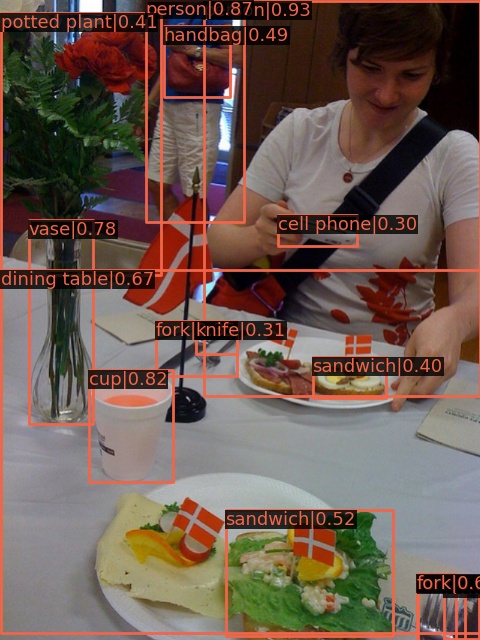 person|0.87n|0.93
potted plant|0.41
handbag|0.49
cell phone|0.30
vase|0.78
dining table|0.67
fork|knife|0.31
sandwich|0.40
cup|0.82
sandwich|0.52
fork|0.6